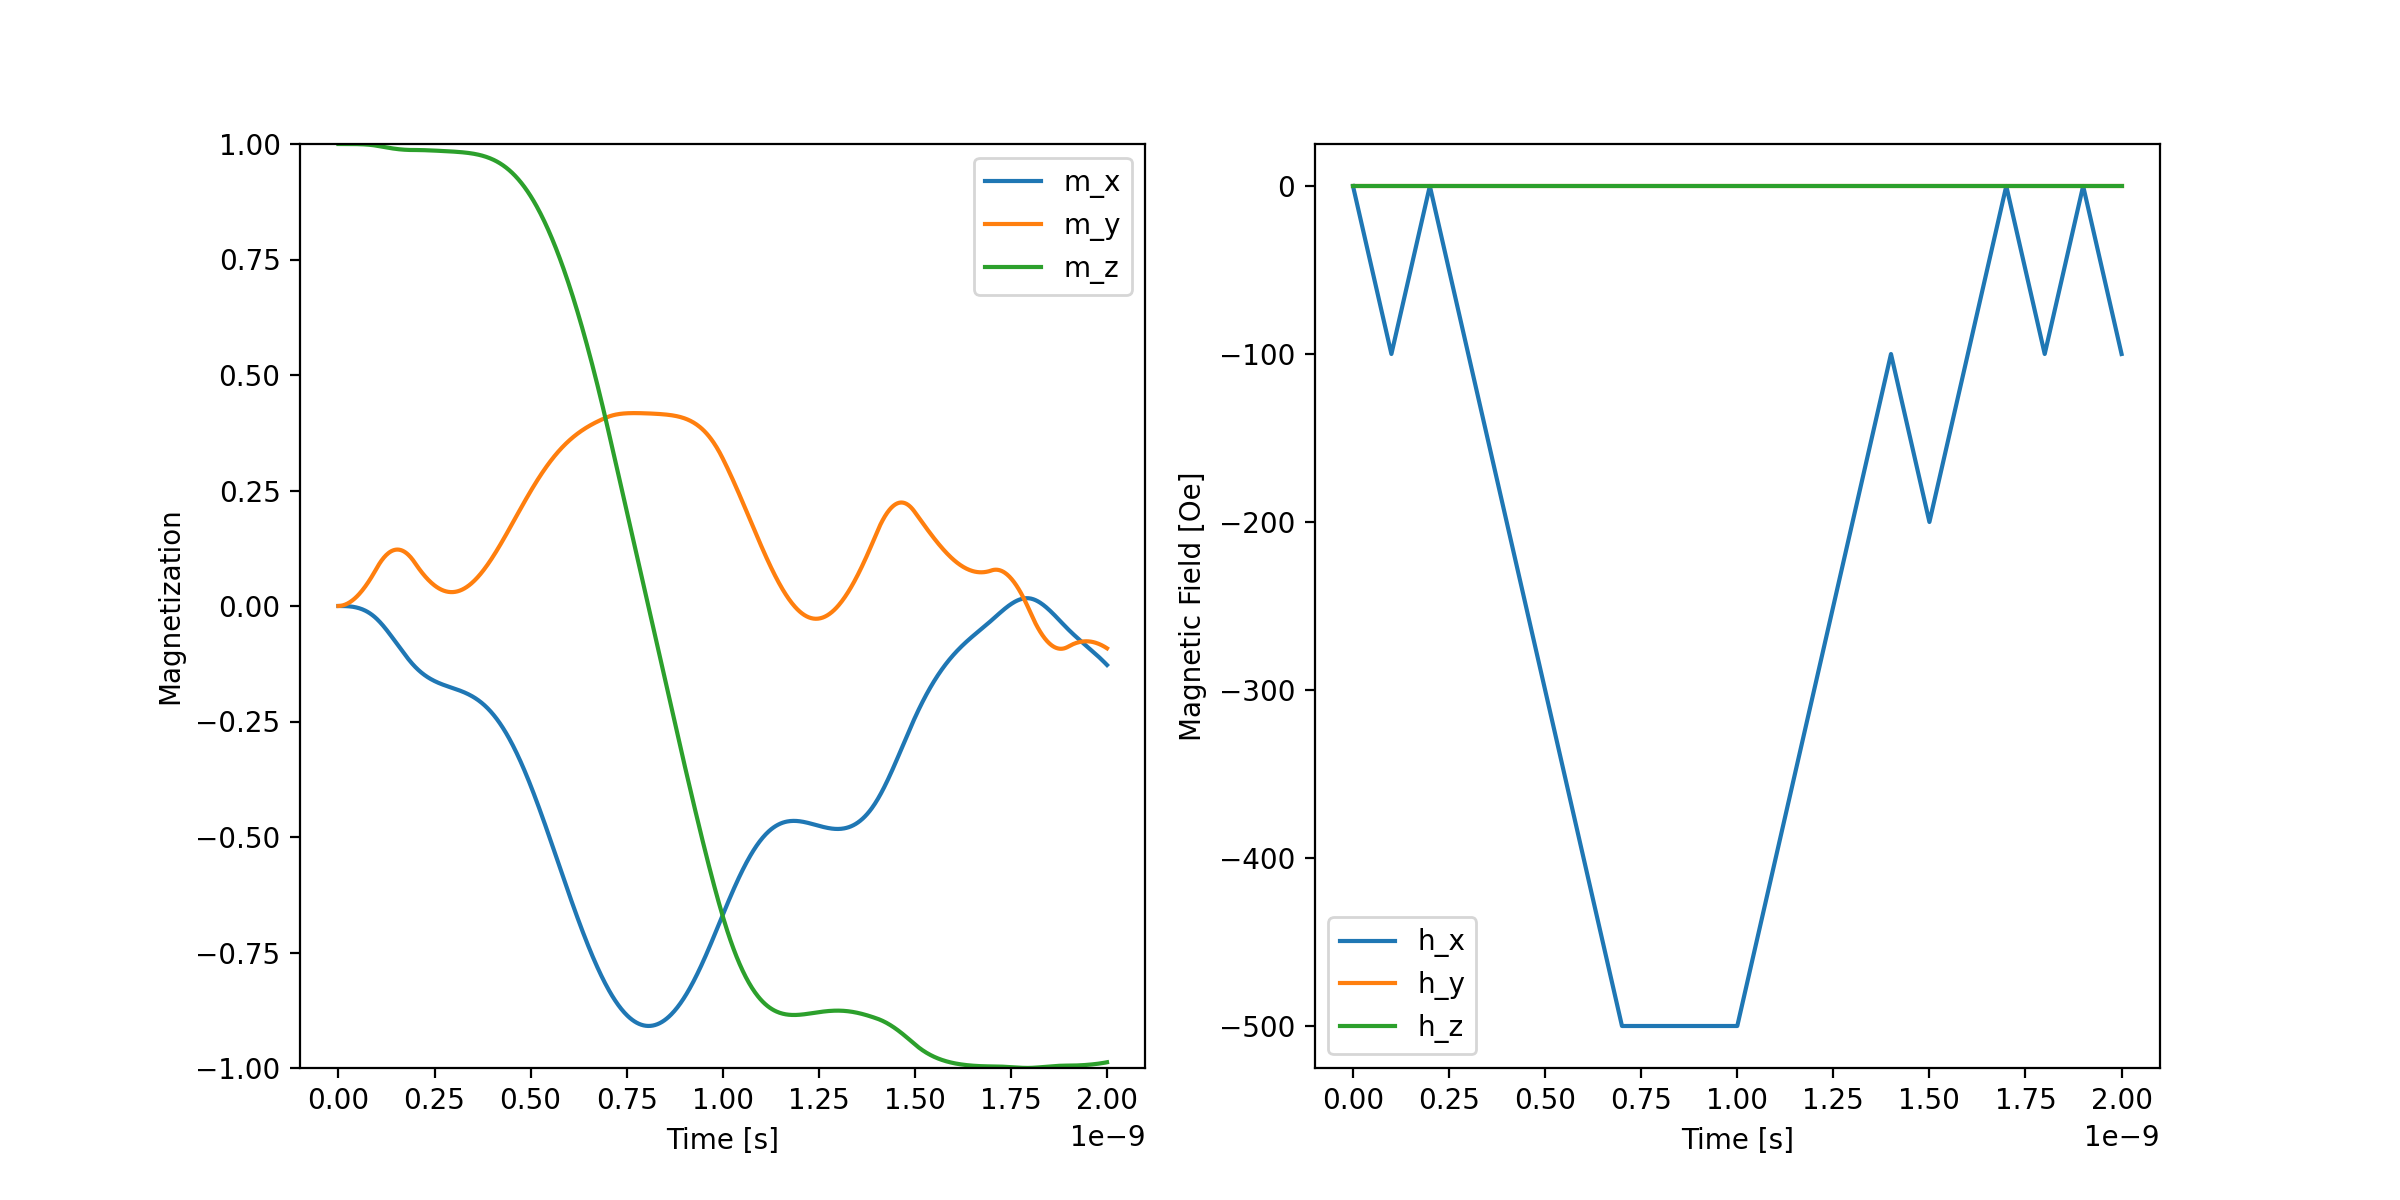 1.00
0.75
0.50
0.25
0.00
−0.25
−0.50
−0.75
−1.00
Magnetization
m_x
m_y
m_z
0.00 0.25 0.50 0.75 1.00 1.25 1.50 1.75 2.00
Time [s]
1e−9
0
−100
−200
−300
−400
−500
Magnetic Field [Oe]
h_x
h_y
h_z
0.00 0.25 0.50 0.75 1.00 1.25 1.50 1.75 2.00
Time [s]
1e−9